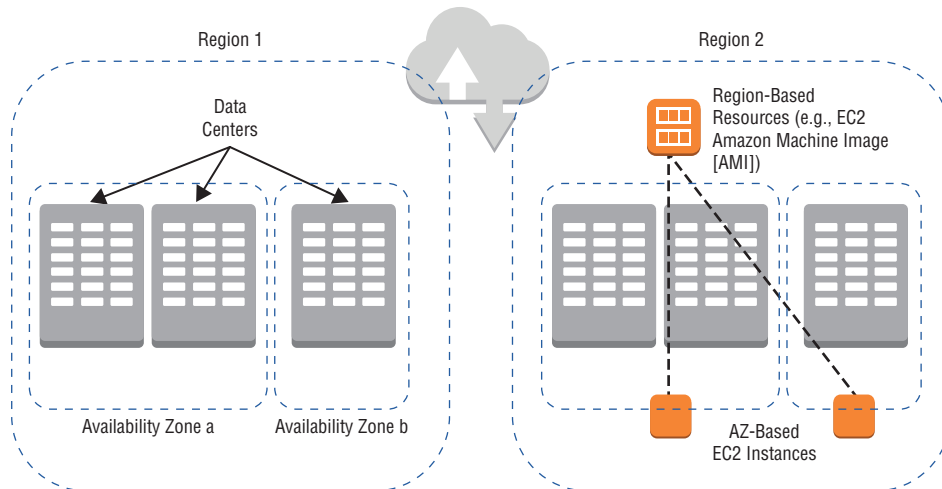 Region 1
Data
Centers
Availability Zone a
Availability Zone b
Region 2
Region-Based
Resources (e.g., EC2
Amazon Machine Image
[AMI])
AZ-Based
EC2 Instances